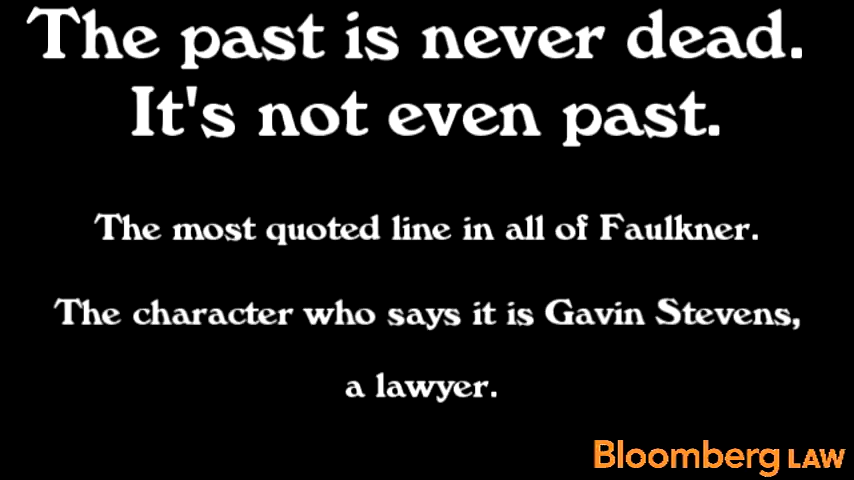 The past is never dead.
It's not even past.
The most quoted line in all of Faulkner.
The character who says it is Gavin Stevens,
a lawyer.
Bloomberg LAW